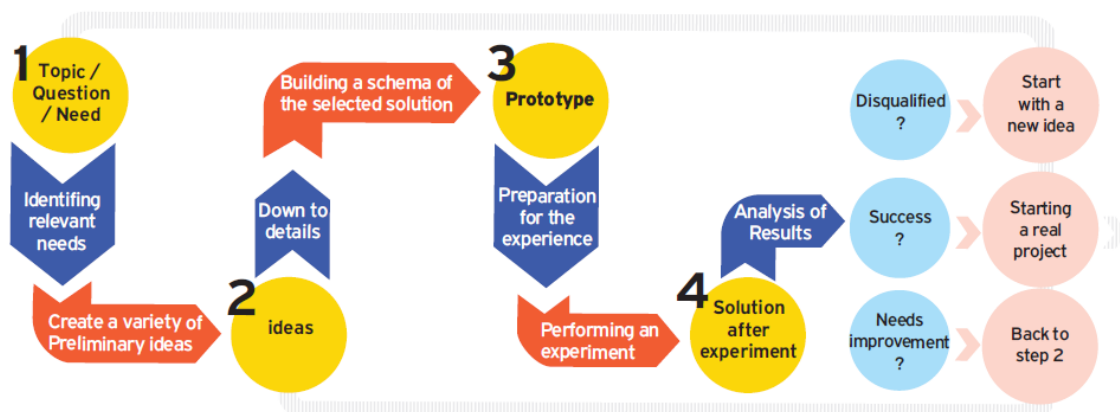 1
Topic /
Question
/ Need
Identifing
relevant
needs
Create a variety of
Preliminary ideas
2
ideas
Down to
details
Building a schema of
the selected solution
3
Prototype
Preparation
for the
experience
Performing an
experiment
4
Solution
after
experiment
Analysis of
Results
Disqualified
?
Start
with a
new idea
Success
?
Starting
a real
project
Needs
improvement
?
Back to
step 2